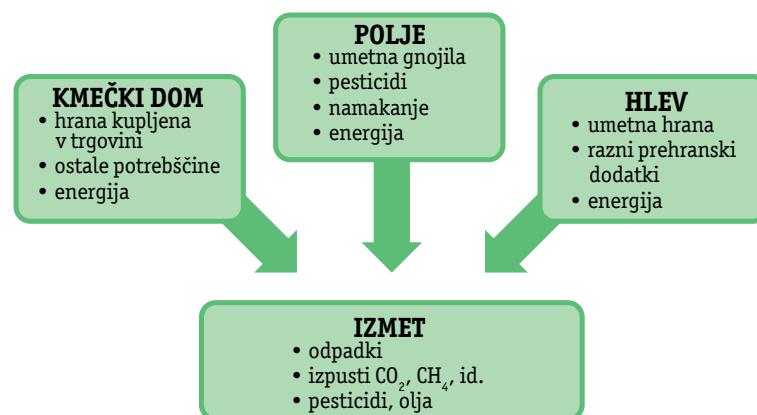 POLJE
• umetna gnojila
• pesticidi
• namakanje
• energija
KMEČKI DOM
• hrana kupljena
v trgovini
• ostale potrebščine
• energija
HLEV
• umetna hrana
• razni prehranski
dodatki
• energija
IZMET
• odpadki
• izpusti CO₂, CH₄, id.
• pesticidi, olja